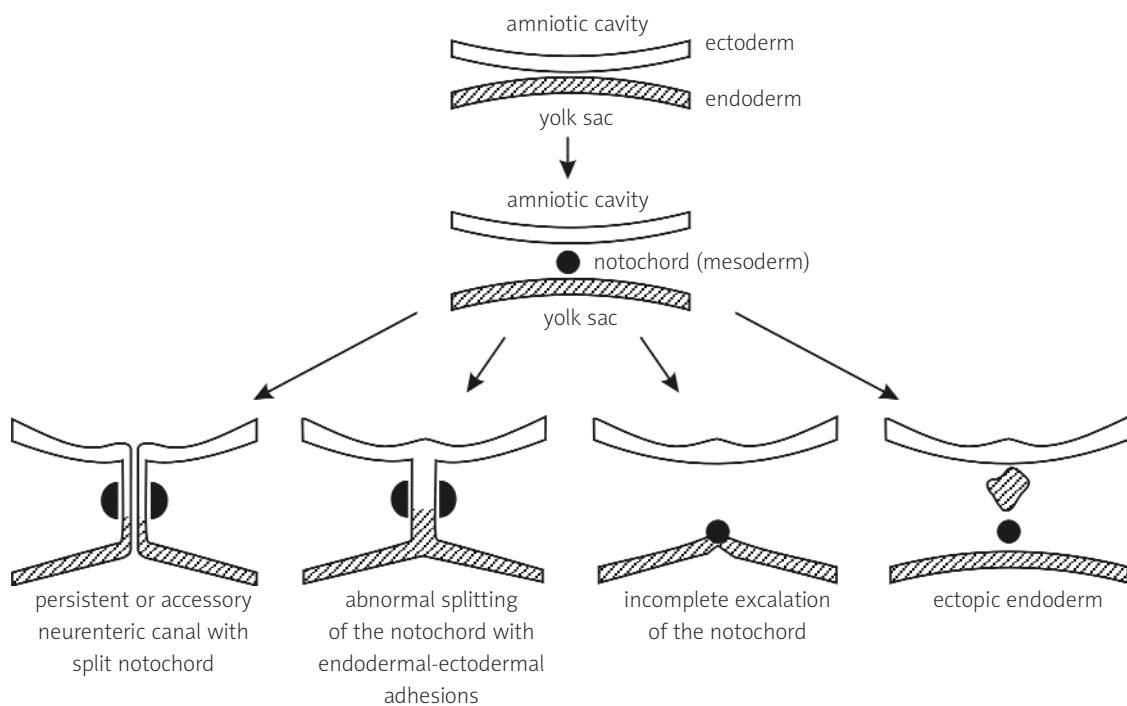 amniotic cavity
ectoderm
endoderm
yolk sac
amniotic cavity
notochord (mesoderm)
yolk sac
persistent or accessory
neurenteric canal with
split notochord
abnormal splitting
of the notochord with
endodermal-ectodermal
adhesions
incomplete excalation
of the notochord
ectopic endoderm